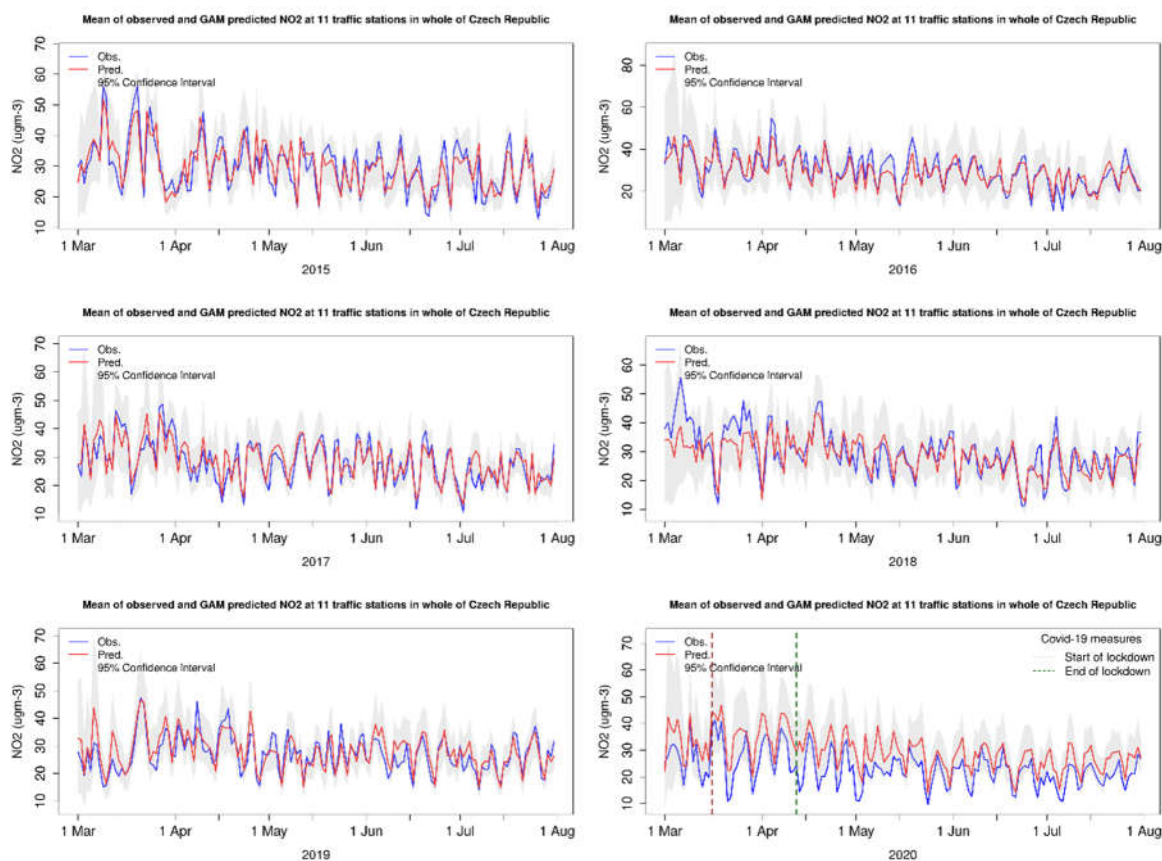 Mean of observed and GAM predicted NO2 at 11 traffic stations in whole of Czech Republic
NO2 (ugm-3)
70
60
50
40
30
20
10
Obs.
Pred.
95% Confidence Interval
1 Mar 1 Apr 1 May 1 Jun 1 Jul 1 Aug
2015
Mean of observed and GAM predicted NO2 at 11 traffic stations in whole of Czech Republic
NO2 (ugm-3)
80
60
40
20
Obs.
Pred.
95% Confidence Interval
1 Mar 1 Apr 1 May 1 Jun 1 Jul 1 Aug
2016
Mean of observed and GAM predicted NO2 at 11 traffic stations in whole of Czech Republic
NO2 (ugm-3)
70
60
50
40
30
20
10
Obs.
Pred.
95% Confidence Interval
1 Mar 1 Apr 1 May 1 Jun 1 Jul 1 Aug
2017
Mean of observed and GAM predicted NO2 at 11 traffic stations in whole of Czech Republic
NO2 (ugm-3)
60
50
40
30
20
10
Obs.
Pred.
95% Confidence Interval
1 Mar 1 Apr 1 May 1 Jun 1 Jul 1 Aug
2018
Mean of observed and GAM predicted NO2 at 11 traffic stations in whole of Czech Republic
NO2 (ugm-3)
70
60
50
40
30
20
10
Obs.
Pred.
95% Confidence Interval
1 Mar 1 Apr 1 May 1 Jun 1 Jul 1 Aug
2019
Mean of observed and GAM predicted NO2 at 11 traffic stations in whole of Czech Republic
NO2 (ugm-3)
70
60
50
40
30
20
10
Obs.
Pred.
95% Confidence Interval
Covid-19 measures
Start of lockdown
End of lockdown
1 Mar 1 Apr 1 May 1 Jun 1 Jul 1 Aug
2020